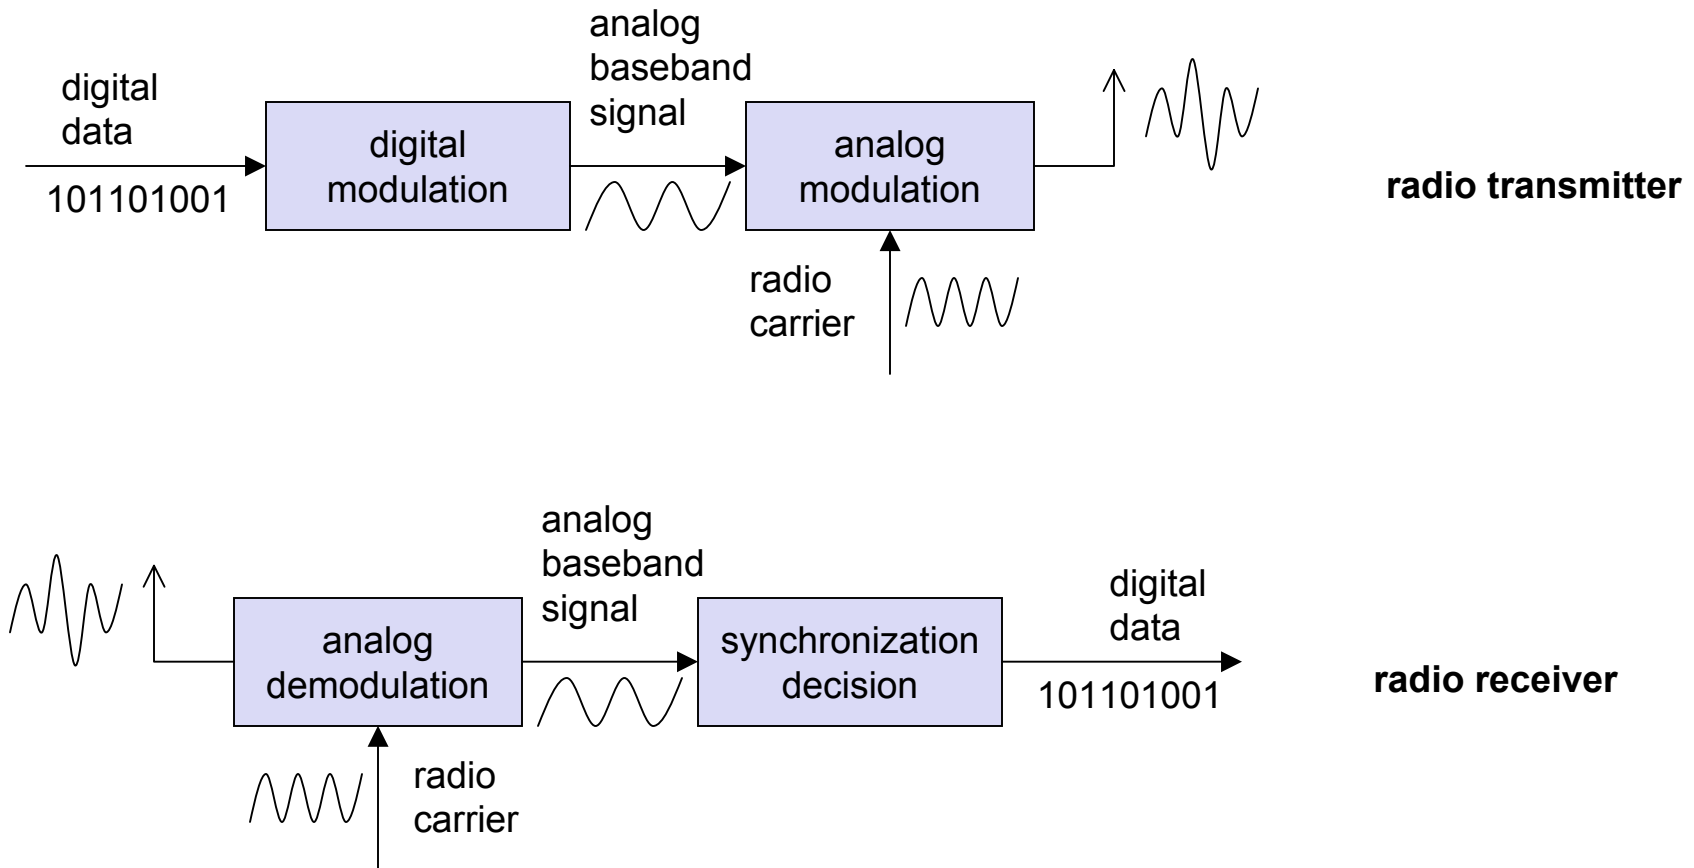 analog
baseband
signal
digital
data
101101001
digital
modulation
analog
modulation
radio
carrier
radio transmitter
analog
baseband
signal
digital
data
101101001
analog
demodulation
synchronization
decision
radio
carrier
radio receiver